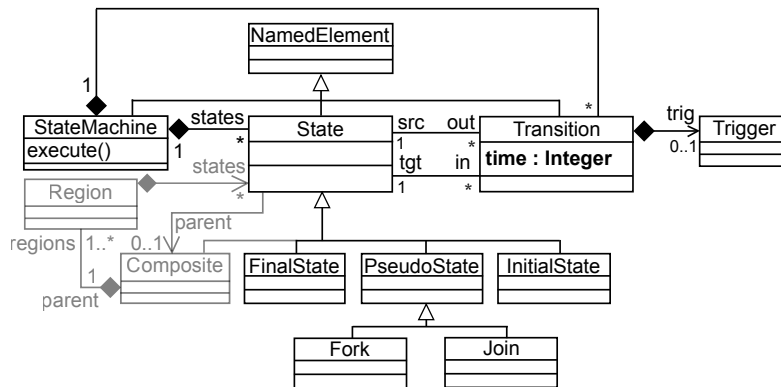 NamedElement
1
StateMachine
execute()
states
1
*
State
src
out
1
*
tgt
in
1
*
*
Transition
time : Integer
trig
0..1
Trigger
Region
states
*
parent
regions
1..*
0..1
1
parent
Composite
FinalState
PseudoState
InitialState
Fork
Join